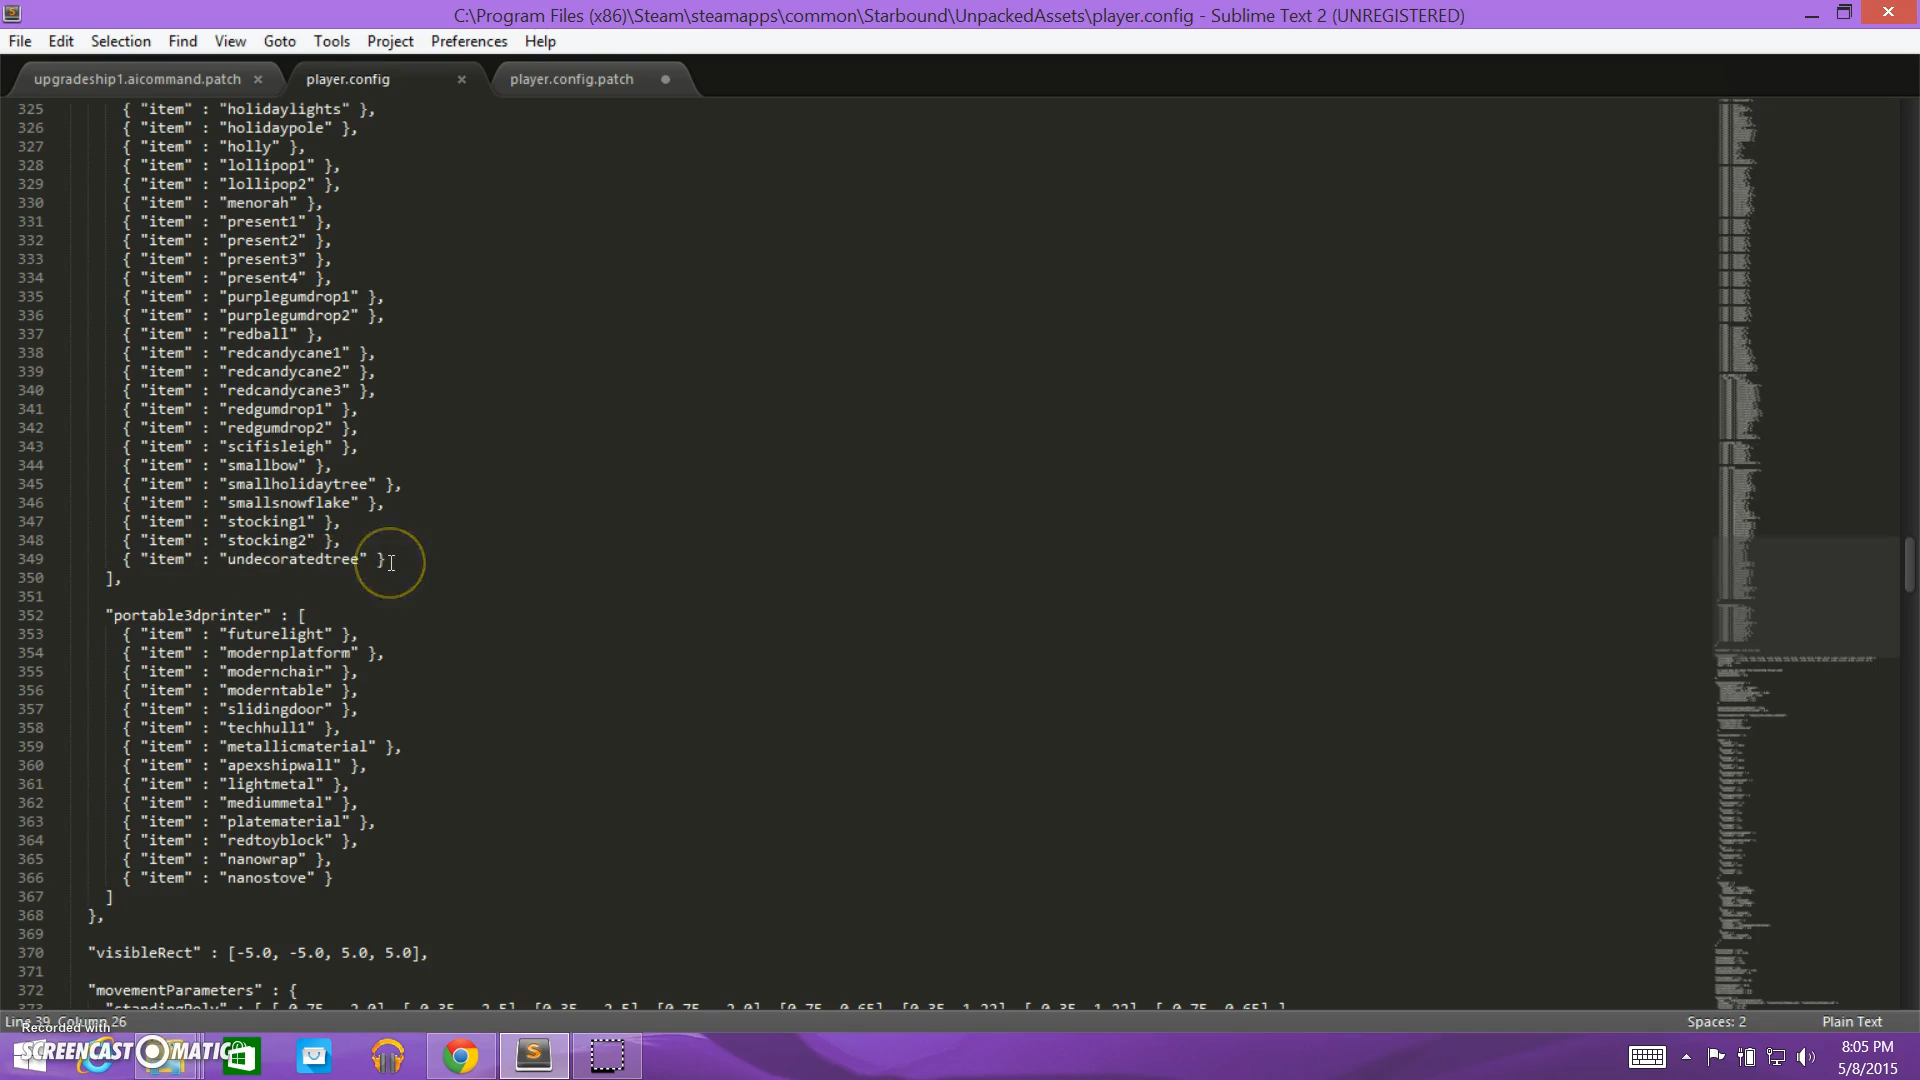 C:\Program Files (x86)\Steam\steamapps\common\Starbound\UnpackedAssets\player.config - Sublime Text 2 (UNREGISTERED)
File Edit Selection Find View Goto Tools Project Preferences Help
upgradeship1.aicommand.patch × player.config × player.config.patch
325 { "item" : "holidaylights" },
326 { "item" : "holidaypole" },
327 { "item" : "holly" },
328 { "item" : "lollipop1" },
329 { "item" : "lollipop2" },
330 { "item" : "menorah" },
331 { "item" : "present1" },
332 { "item" : "present2" },
333 { "item" : "present3" },
334 { "item" : "present4" },
335 { "item" : "purplegumdrop1" },
336 { "item" : "purplegumdrop2" },
337 { "item" : "redball" },
338 { "item" : "redcandycane1" },
339 { "item" : "redcandycane2" },
340 { "item" : "redcandycane3" },
341 { "item" : "redgumdrop1" },
342 { "item" : "redgumdrop2" },
343 { "item" : "scifisleigh" },
344 { "item" : "smallbow" },
345 { "item" : "smallholidaytree" },
346 { "item" : "smallsnowflake" },
347 { "item" : "stocking1" },
348 { "item" : "stocking2" },
349 { "item" : "undecoratedtree" }
350 ],
351
352 "portable3dprinter" : [
353 { "item" : "futurelight" },
354 { "item" : "modernplatform" },
355 { "item" : "modernchair" },
356 { "item" : "moderntable" },
357 { "item" : "slidingdoor" },
358 { "item" : "techhull1" },
359 { "item" : "metallicmaterial" },
360 { "item" : "apexshipwall" },
361 { "item" : "lightmetal" },
362 { "item" : "mediummetal" },
363 { "item" : "platematerial" },
364 { "item" : "redtoyblock" },
365 { "item" : "nanowrap" },
366 { "item" : "nanostove" }
367 ]
368 },
369
370 "visibleRect" : [-5.0, -5.0, 5.0, 5.0],
371
372 "movementParameters" : {
Line 39, Column 26 Spaces: 2 Plain Text
Recorded with
SCREENCAST MATIC
8:05 PM
5/8/2015